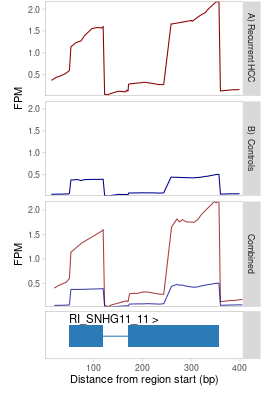 FPM
2.0
1.5
1.0
0.5
A) Recurrent HCC
2.0
1.5
1.0
0.5
B) Controls
FPM
2.0
1.5
1.0
0.5
Combined
RI_SNHG11_11 >
100
200
300
400
Distance from region start (bp)